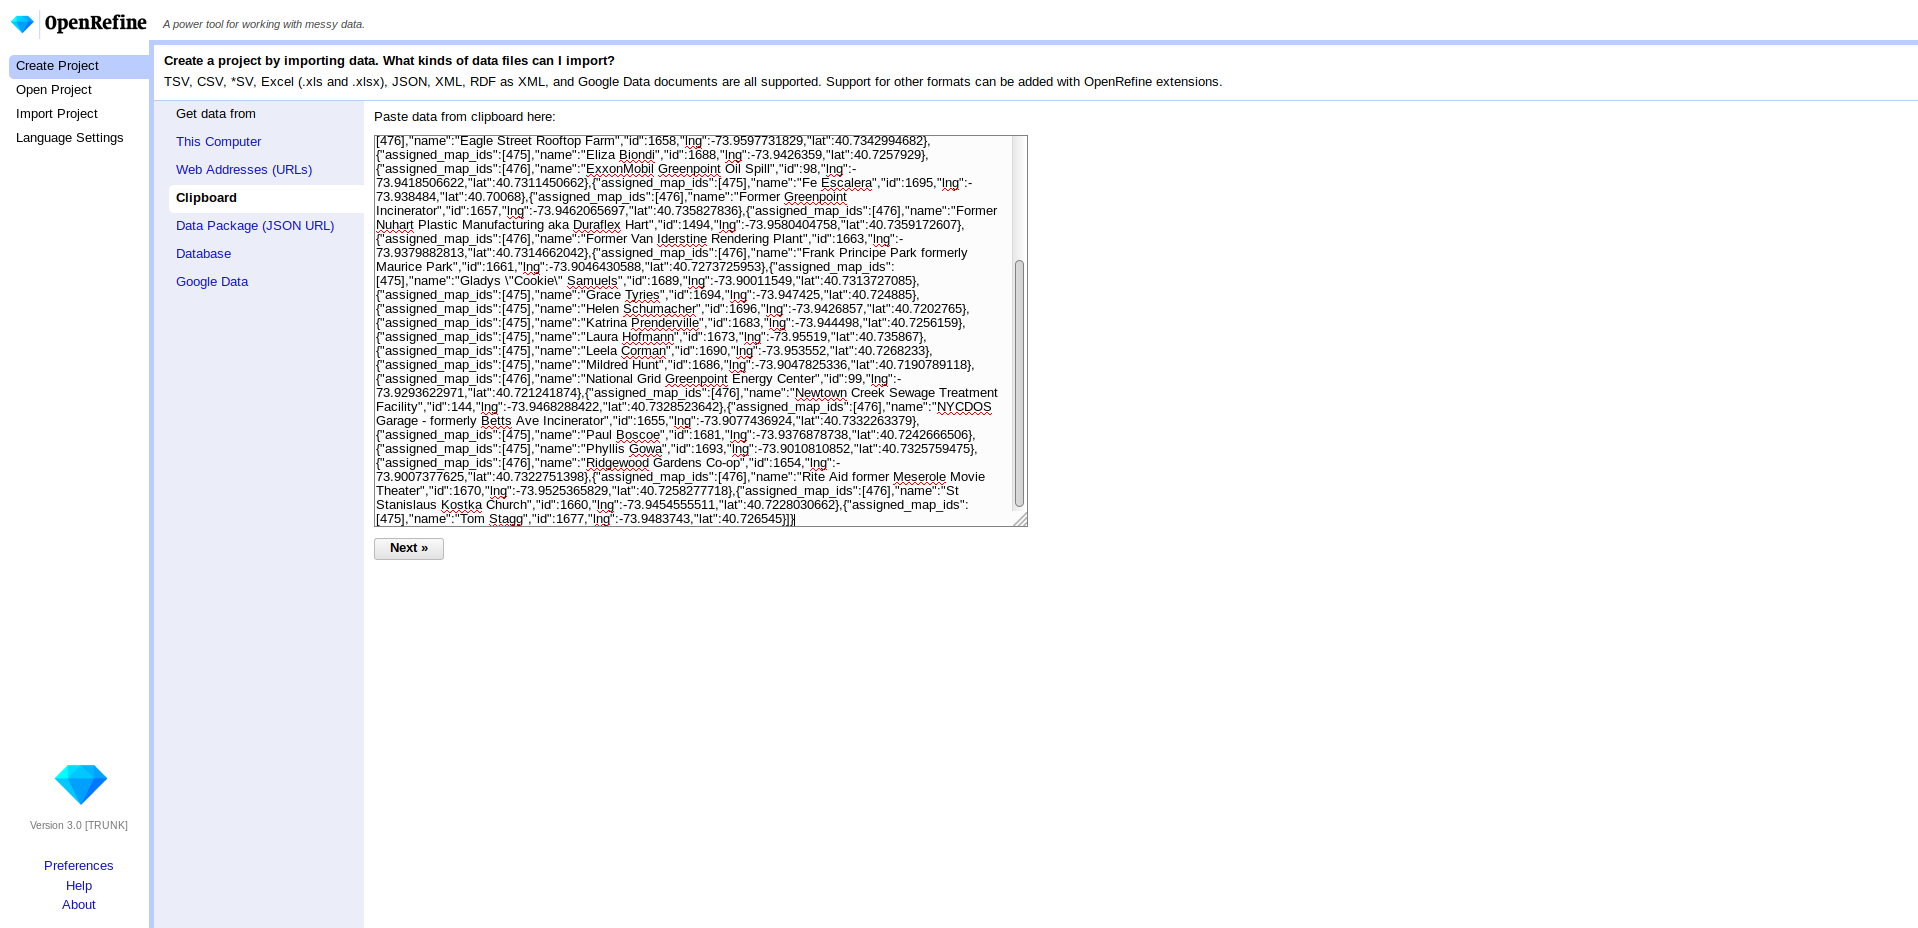 OpenRefine
A power tool for working with messy data.
Create Project
Open Project
Import Project
Language Settings
Create a project by importing data. What kinds of data files can I import?
TSV, CSV, *SV, Excel (.xls and .xlsx), JSON, XML, RDF as XML, and Google Data documents are all supported. Support for other formats can be added with OpenRefine extensions.
Get data from
This Computer
Web Addresses (URLs)
Clipboard
Data Package (JSON URL)
Database
Google Data
Paste data from clipboard here:
[476],"name":"Eagle Street Rooftop Farm","id":1658,"lng":-73.9597731829,"lat":40.7342994682},
{"assigned_map_ids":[475],"name":"Eliza Biondi","id":1688,"lng":-73.9426359,"lat":40.7257929},
{"assigned_map_ids":[476],"name":"ExxonMobil Greenpoint Oil Spill","id":98,"lng":-
73.9418506622,"lat":40.7311450662},{"assigned_map_ids":[475],"name":"Fe Escalera","id":1695,"lng":-
73.938484,"lat":40.70068},{"assigned_map_ids":[476],"name":"Former Greenpoint
Incinerator","id":1657,"lng":-73.9462065697,"lat":40.735827836},{"assigned_map_ids":[476],"name":"Former
Nuhart Plastic Manufacturing aka Duraflex Hart","id":1494,"lng":-73.9580404758,"lat":40.7359172607},
{"assigned_map_ids":[476],"name":"Former Van Iderstine Rendering Plant","id":1663,"lng":-
73.9379882813,"lat":40.7314662042},{"assigned_map_ids":[476],"name":"Frank Principe Park formerly
Maurice Park","id":1661,"lng":-73.9046430588,"lat":40.7273725953},{"assigned_map_ids":
[475],"name":"Gladys \"Cookie\" Samuels","id":1689,"lng":-73.90011549,"lat":40.7313727085},
{"assigned_map_ids":[475],"name":"Grace Tyries","id":1694,"lng":-73.947425,"lat":40.724885},
{"assigned_map_ids":[475],"name":"Helen Schumacher","id":1696,"lng":-73.9426857,"lat":40.7202765},
{"assigned_map_ids":[475],"name":"Katrina Prenderville","id":1683,"lng":-73.944498,"lat":40.7256159},
{"assigned_map_ids":[475],"name":"Laura Hofmann","id":1673,"lng":-73.95519,"lat":40.735867},
{"assigned_map_ids":[475],"name":"Leela Corman","id":1690,"lng":-73.953552,"lat":40.7268233},
{"assigned_map_ids":[475],"name":"Mildred Hunt","id":1686,"lng":-73.9047825336,"lat":40.7190789118},
{"assigned_map_ids":[476],"name":"National Grid Greenpoint Energy Center","id":99,"lng":-
73.9293622971,"lat":40.721241874},{"assigned_map_ids":[476],"name":"Newtown Creek Sewage Treatment
Facility","id":144,"lng":-73.9468288422,"lat":40.7328523642},{"assigned_map_ids":[476],"name":"NYCDOS
Garage - formerly Betts Ave Incinerator","id":1655,"lng":-73.9077436924,"lat":40.7332263379},
{"assigned_map_ids":[475],"name":"Paul Boscoe","id":1681,"lng":-73.9376878738,"lat":40.7242666506},
{"assigned_map_ids":[475],"name":"Phyllis Gowa","id":1693,"lng":-73.9010810852,"lat":40.7325759475},
{"assigned_map_ids":[476],"name":"Ridgewood Gardens Co-op","id":1654,"lng":-
73.9007377625,"lat":40.7322751398},{"assigned_map_ids":[476],"name":"Rite Aid former Meserole Movie
Theater","id":1670,"lng":-73.9525365829,"lat":40.7258277718},{"assigned_map_ids":[476],"name":"St
Stanislaus Kostka Church","id":1660,"lng":-73.9454555511,"lat":40.7228030662},{"assigned_map_ids":
[475],"name":"Tom Stagg","id":1677,"lng":-73.9483743,"lat":40.726545}]}
Next »
Version 3.0 [TRUNK]
Preferences
Help
About